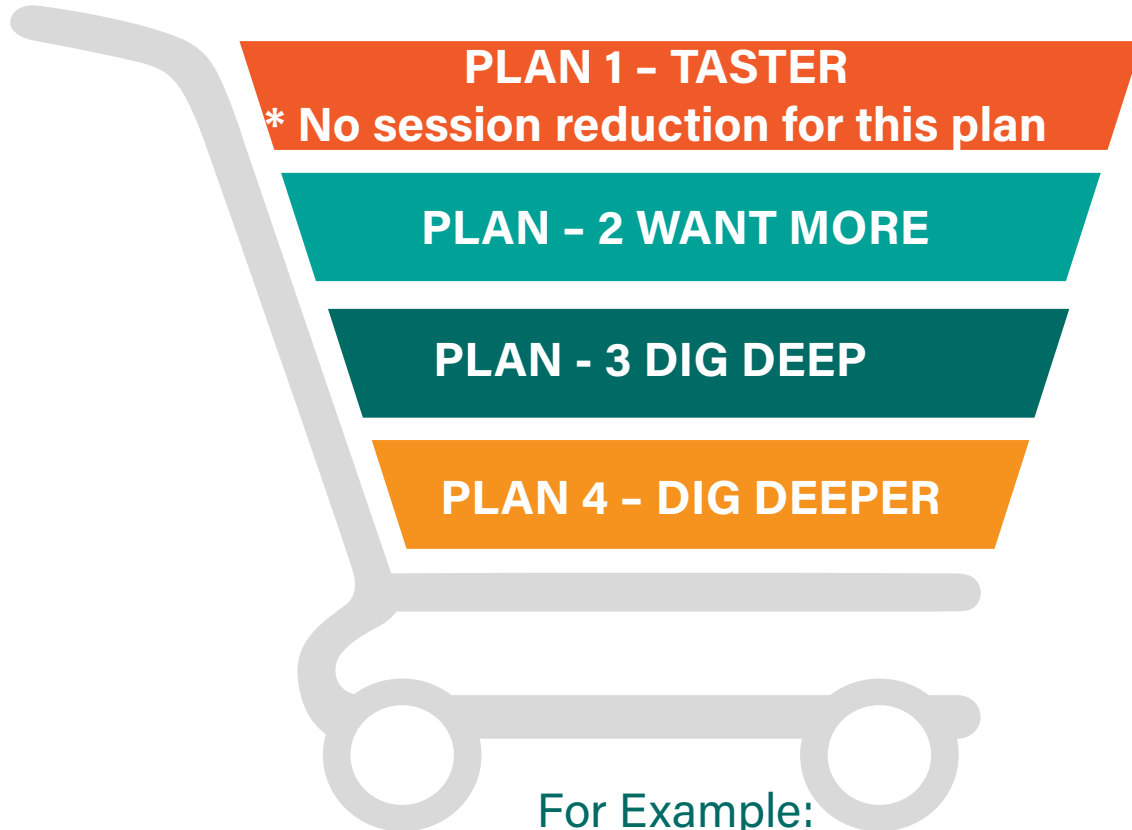 PLAN 1 – TASTER
* No session reduction for this plan
PLAN – 2 WANT MORE
PLAN - 3 DIG DEEP
PLAN 4 – DIG DEEPER
For Example: